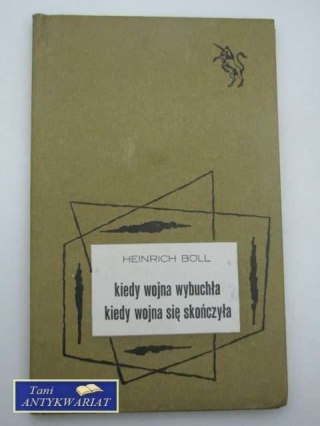 HEINRICH BÖLL
kiedy wojna wybuchła
kiedy wojna się skończyła
Tani
ANTYKWARIAT